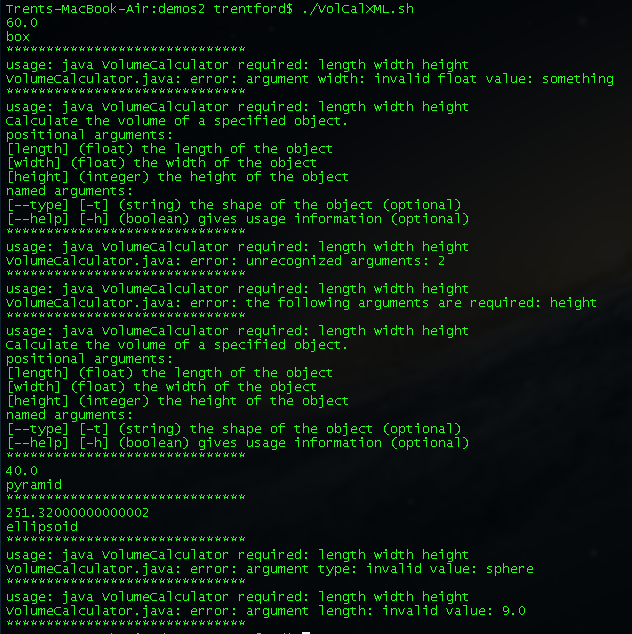 Trents-MacBook-Air:demos2 trentford$ ./VolCalXML.sh
60.0
box
******************************
usage: java VolumeCalculator required: length width height
VolumeCalculator.java: error: argument width: invalid float value: something
******************************
usage: java VolumeCalculator required: length width height
Calculate the volume of a specified object.
positional arguments:
[length] (float) the length of the object
[width] (float) the width of the object
[height] (integer) the height of the object
named arguments:
[--type] [-t] (string) the shape of the object (optional)
[--help] [-h] (boolean) gives usage information (optional)
******************************
usage: java VolumeCalculator required: length width height
VolumeCalculator.java: error: unrecognized arguments: 2
******************************
usage: java VolumeCalculator required: length width height
VolumeCalculator.java: error: the following arguments are required: height
******************************
usage: java VolumeCalculator required: length width height
Calculate the volume of a specified object.
positional arguments:
[length] (float) the length of the object
[width] (float) the width of the object
[height] (integer) the height of the object
named arguments:
[--type] [-t] (string) the shape of the object (optional)
[--help] [-h] (boolean) gives usage information (optional)
******************************
40.0
pyramid
******************************
251.32000000000002
ellipsoid
******************************
usage: java VolumeCalculator required: length width height
VolumeCalculator.java: error: argument type: invalid value: sphere
******************************
usage: java VolumeCalculator required: length width height
VolumeCalculator.java: error: argument length: invalid value: 9.0
******************************